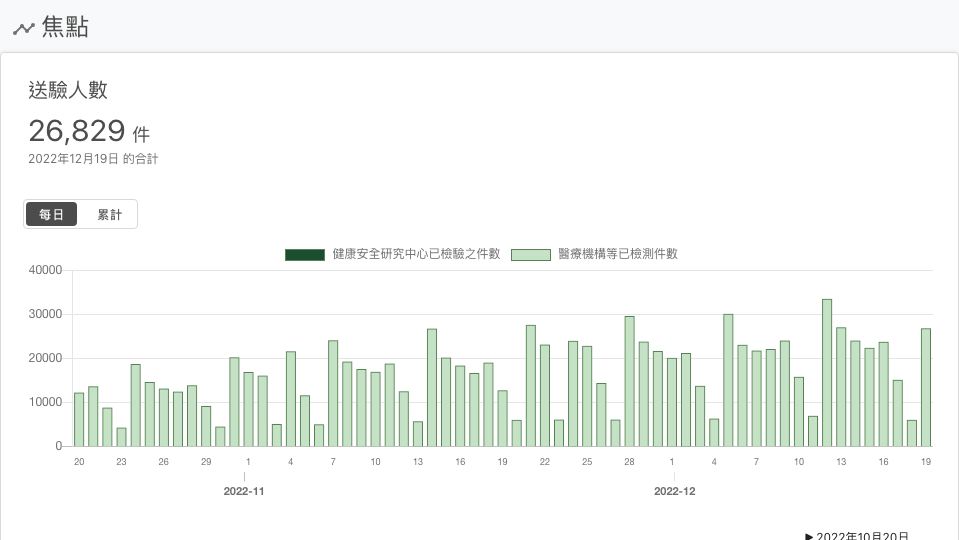 焦點
送驗人數
26,829 件
2022年12月19日 的合計
每日 累計
健康安全研究中心已檢驗之件數 醫療機構等已檢測件數
40000
30000
20000
10000
0
20 23 26 29 1 4 7 10 13 16 19 22 25 28 1 4 7 10 13 16 19
2022-11 2022-12
▶ 2022年10月20日